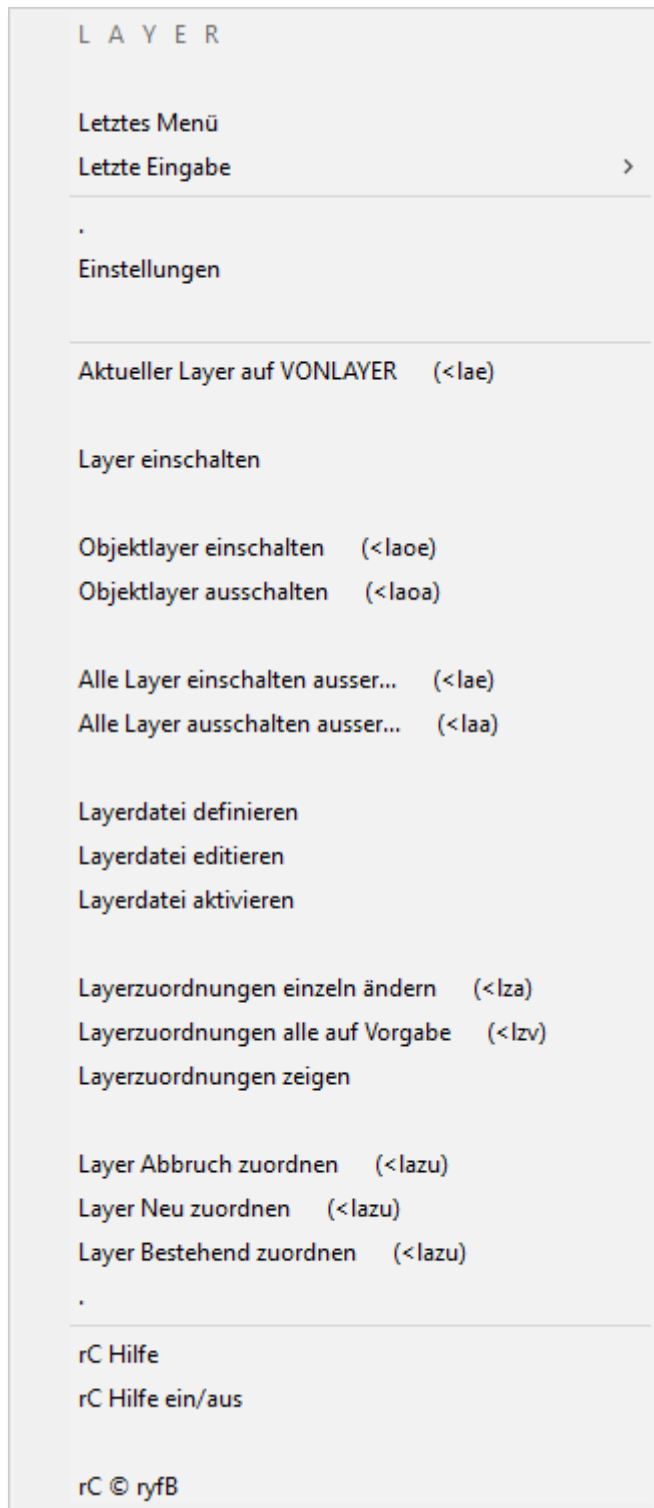 L A Y E R
Letztes Menü
Letzte Eingabe >
.
Einstellungen
Aktueller Layer auf VONLAYER (<lae)
Layer einschalten
Objektlayer einschalten (<laoe)
Objektlayer ausschalten (<laoa)
Alle Layer einschalten ausser... (<lae)
Alle Layer ausschalten ausser... (<laa)
Layerdatei definieren
Layerdatei editieren
Layerdatei aktivieren
Layerzuordnungen einzeln ändern (<lza)
Layerzuordnungen alle auf Vorgabe (<lzv)
Layerzuordnungen zeigen
Layer Abbruch zuordnen (<lazu)
Layer Neu zuordnen (<lazu)
Layer Bestehend zuordnen (<lazu)
.
rC Hilfe
rC Hilfe ein/aus
rC © ryfB